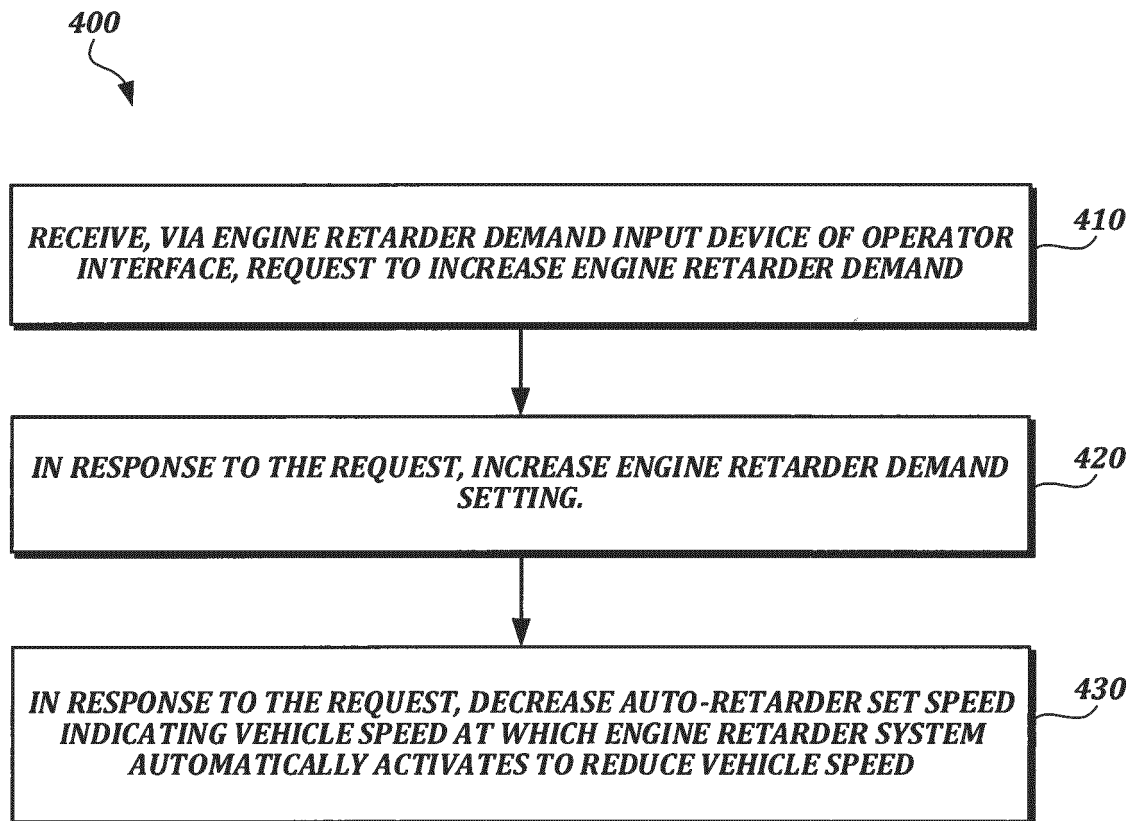 400
RECEIVE, VIA ENGINE RETARDER DEMAND INPUT DEVICE OF OPERATOR
INTERFACE, REQUEST TO INCREASE ENGINE RETARDER DEMAND
410
IN RESPONSE TO THE REQUEST, INCREASE ENGINE RETARDER DEMAND
SETTING.
420
IN RESPONSE TO THE REQUEST, DECREASE AUTO-RETARDER SET SPEED
INDICATING VEHICLE SPEED AT WHICH ENGINE RETARDER SYSTEM
AUTOMATICALLY ACTIVATES TO REDUCE VEHICLE SPEED
430